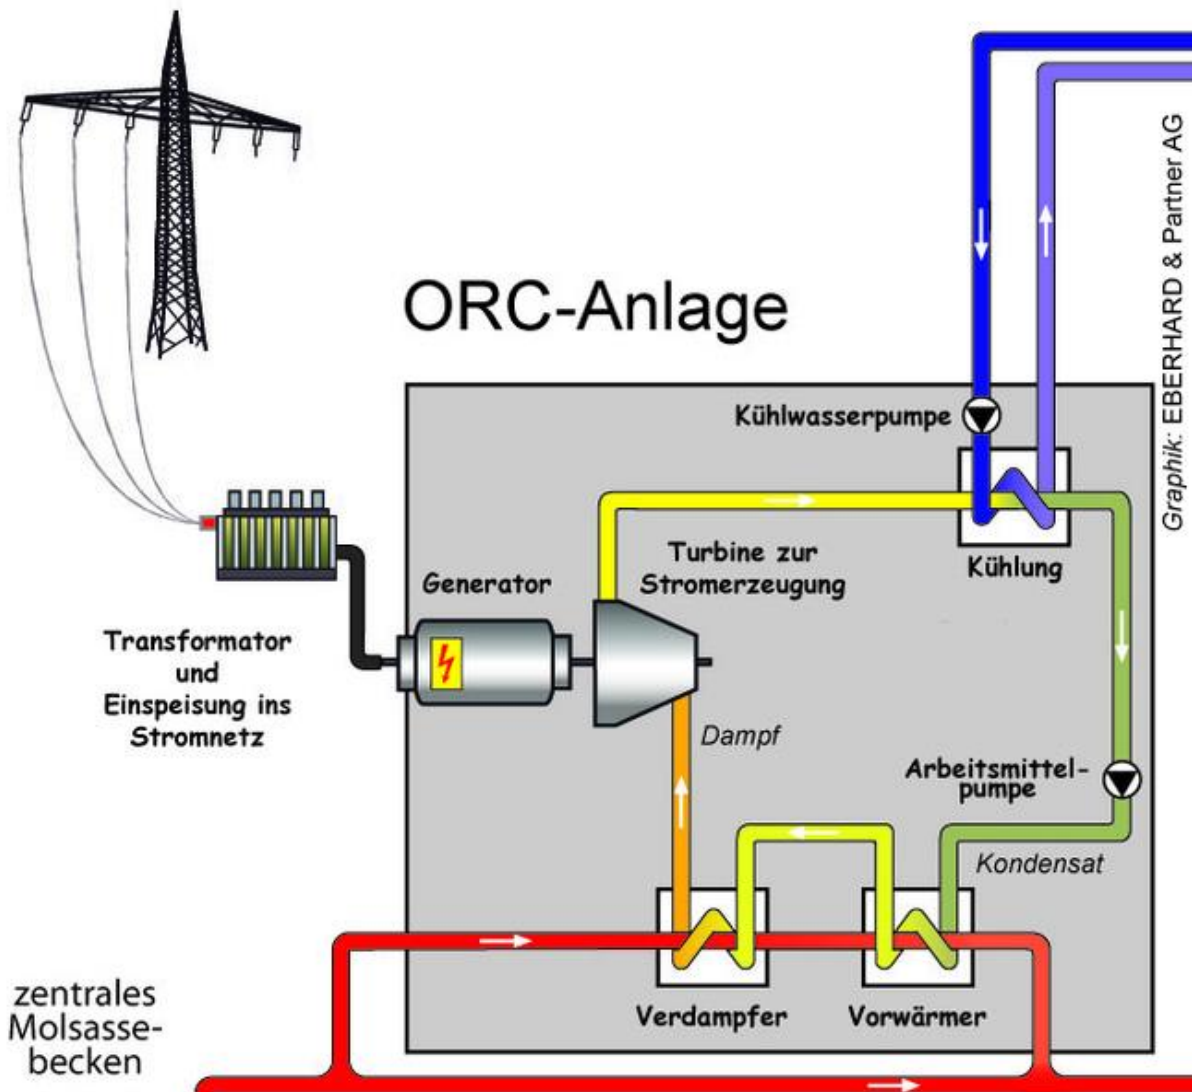 ORC-Anlage
Graphik: EBERHARD & Partner AG
Kühlwasserpumpe
Kühlung
Turbine zur
Stromerzeugung
Generator
Transformator
und
Einspeisung ins
Stromnetz
Dampf
Arbeitsmittel-
pumpe
Kondensat
Verdampfer
Vorwärmer
zentrales
Molsasse-
becken